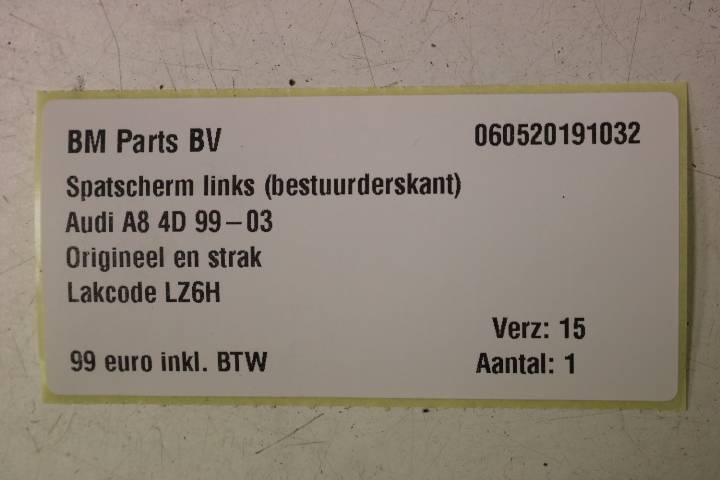 BM Parts BV 060520191032
Spatscherm links (bestuurderskant)
Audi A8 4D 99-03
Origineel en strak
Lakcode LZ6H
Verz: 15
99 euro inkl. BTW Aantal: 1